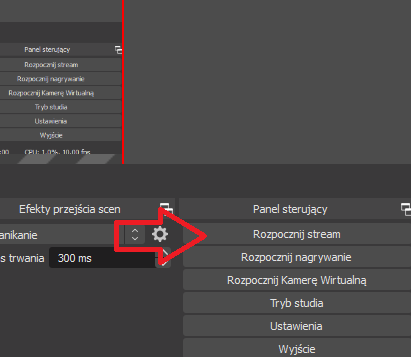 Panel sterujący
Rozpocznij stream
Rozpocznij nagrywanie
Rozpocznij Kamerę Wirtualną
Tryb studia
Ustawienia
Wyjście
:00 CPU: 1.0%, 10.00 fps
Efekty przejścia scen
Panel sterujący
anikanie
Rozpocznij stream
s trwania 300 ms
Rozpocznij nagrywanie
Rozpocznij Kamerę Wirtualną
Tryb studia
Ustawienia
Wyjście